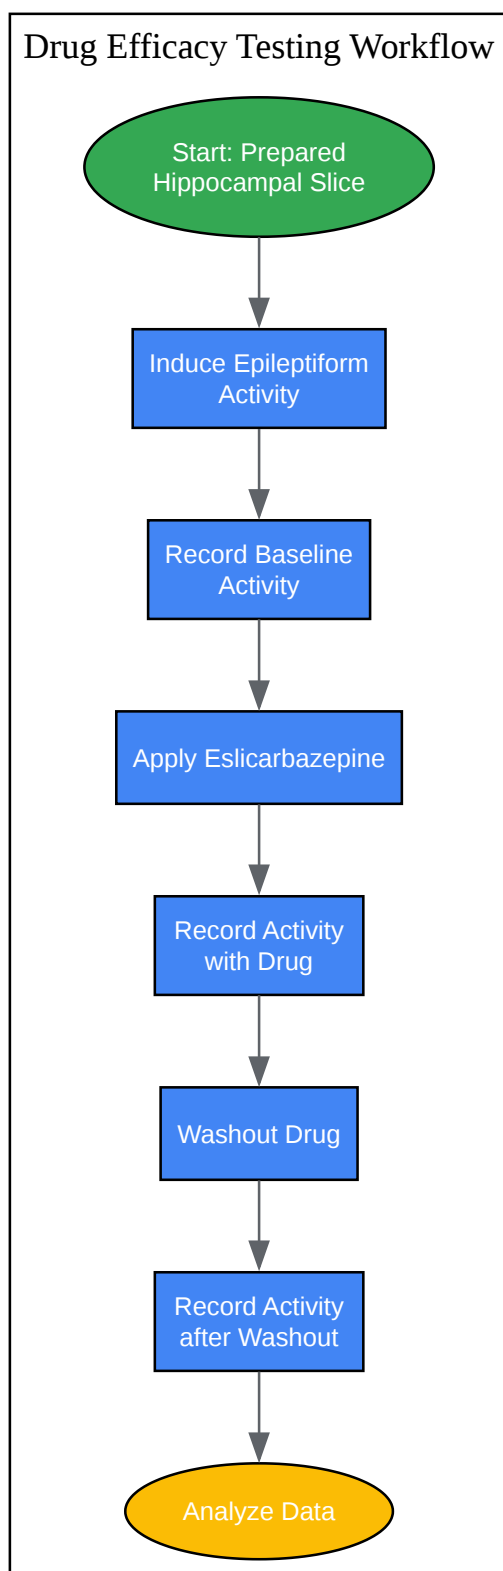 Drug Efficacy Testing Workflow
Start: Prepared
Hippocampal Slice
Induce Epileptiform
Activity
Record Baseline
Activity
Apply Eslicarbazepine
Record Activity
with Drug
Washout Drug
Record Activity
after Washout
Analyze Data